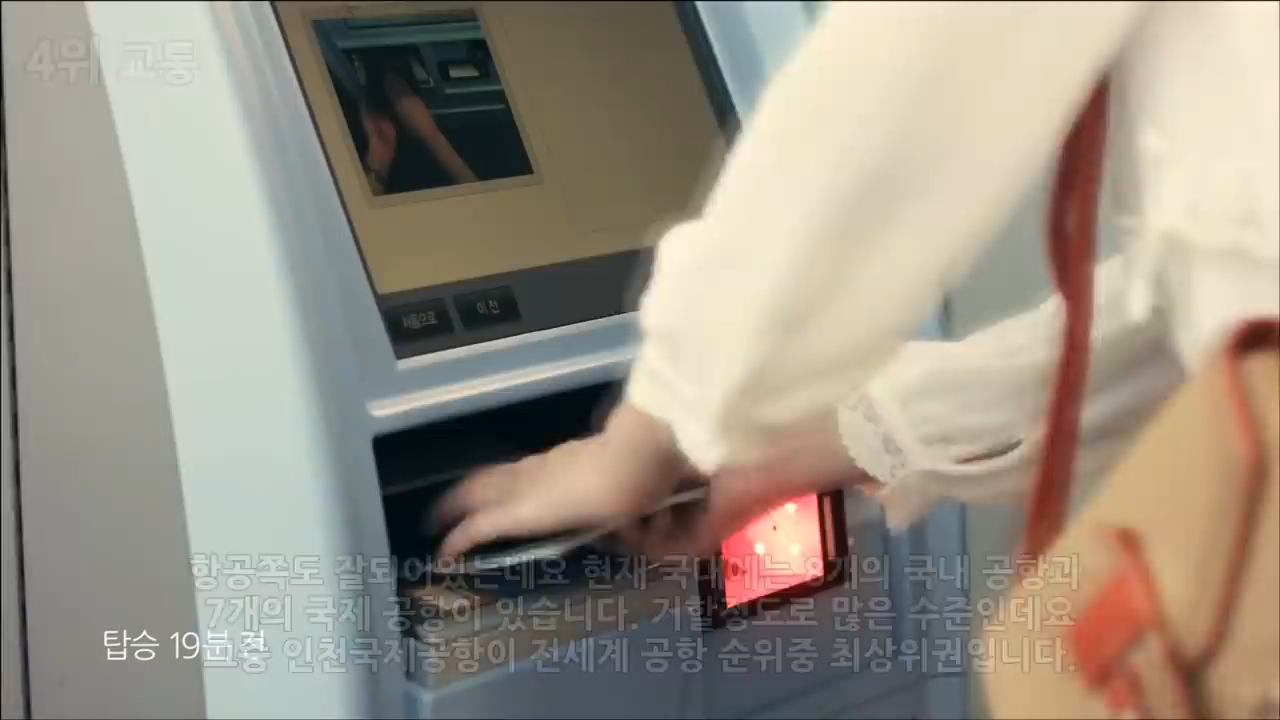 4위 교통
처음으로
이전
항공쪽도 잘되어있는데요 현재 국내에는 8개의 국내 공항과
7개의 국제 공항이 있습니다. 거할정도로 많은 수준인데요
그중 인천국제공항이 전세계 공항 순위중 최상위권입니다.
탑승 19분 전